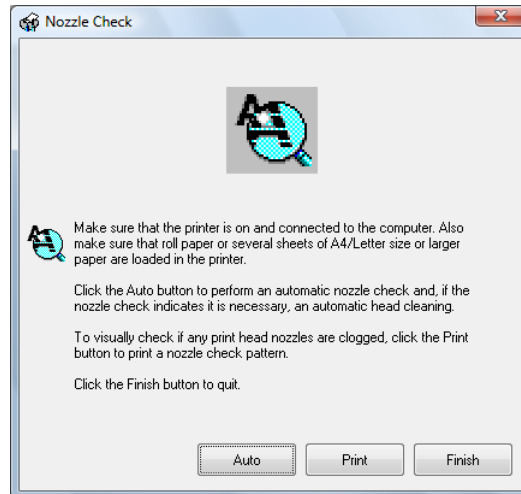 Nozzle Check
Make sure that the printer is on and connected to the computer. Also
make sure that roll paper or several sheets of A4/Letter size or larger
paper are loaded in the printer.
Click the Auto button to perform an automatic nozzle check and, if the
nozzle check indicates it is necessary, an automatic head cleaning.
To visually check if any print head nozzles are clogged, click the Print
button to print a nozzle check pattern.
Click the Finish button to quit.
Auto
Print
Finish